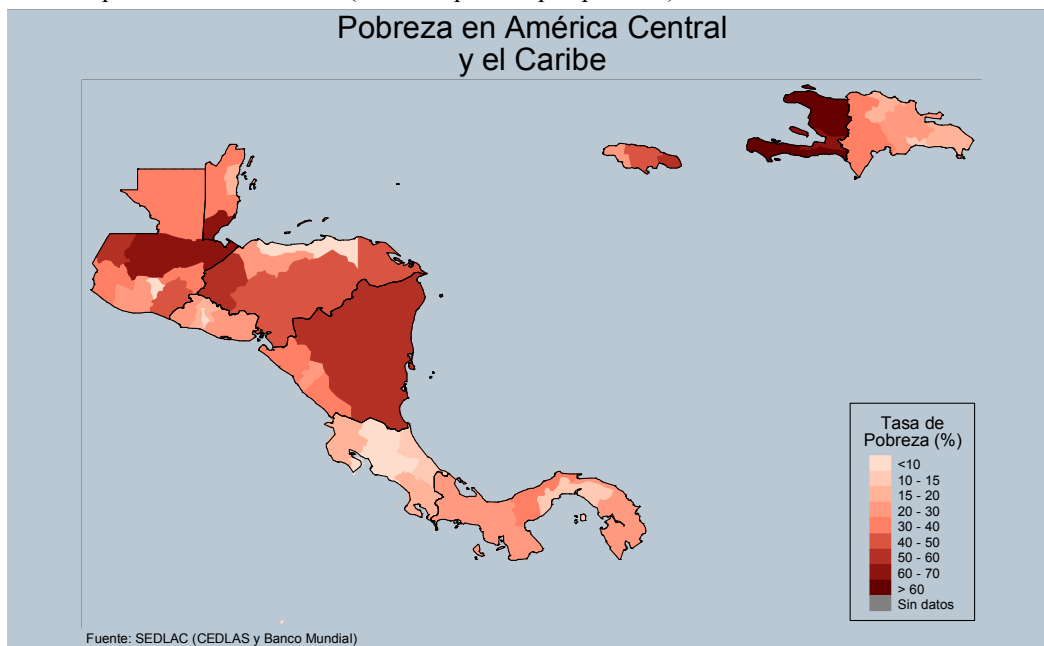 Pobreza en América Central
y el Caribe
Tasa de
Pobreza (%)
<10
10 - 15
15 - 20
20 - 30
30 - 40
40 - 50
50 - 60
60 - 70
> 60
Sin datos
Fuente: SEDLAC (CEDLAS y Banco Mundial)